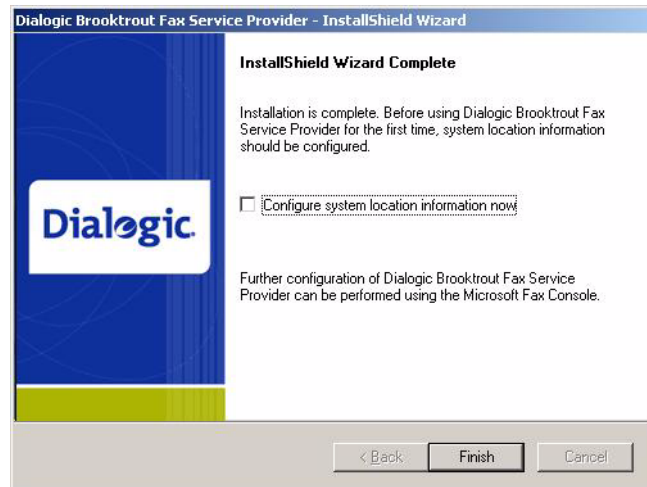 Dialogic Brooktrout Fax Service Provider - InstallShield Wizard
InstallShield Wizard Complete
Installation is complete. Before using Dialogic Brooktrout Fax
Service Provider for the first time, system location information
should be configured.
Dialogic.
Configure system location information now
Further configuration of Dialogic Brooktrout Fax Service
Provider can be performed using the Microsoft Fax Console.
< Back
Finish
Cancel